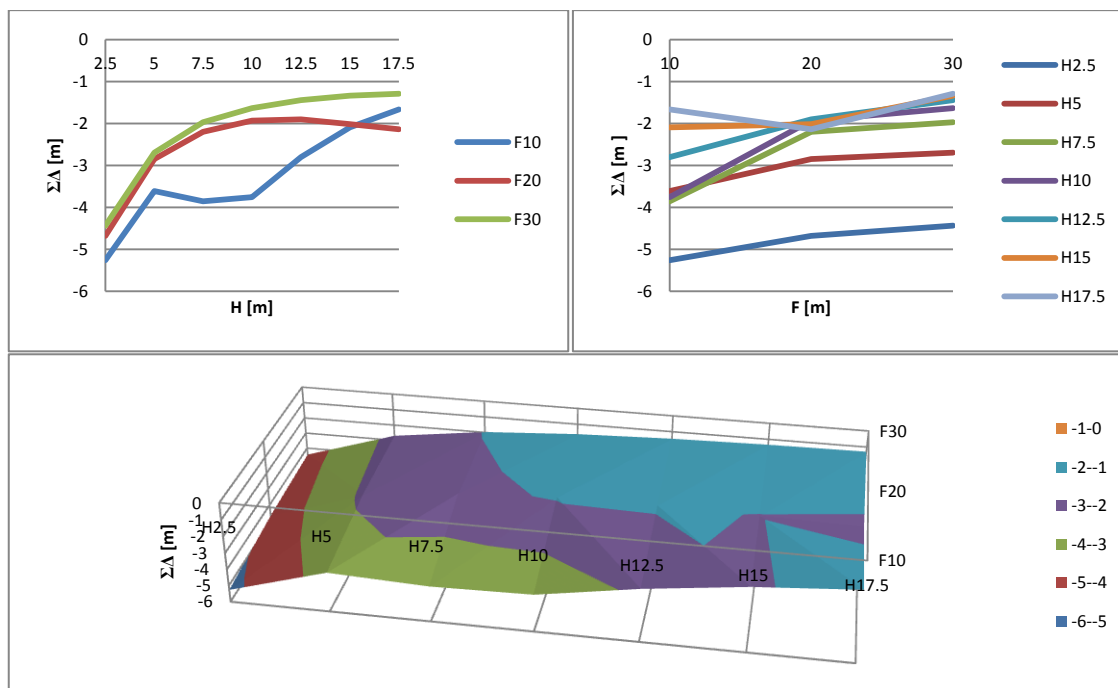 0
-1
-2
-3
-4
-5
-6
2.5 5 7.5 10 12.5 15 17.5
ΣΔ [m]
H [m]
F10
F20
F30
0
-1
-2
-3
-4
-5
-6
10 20 30
ΣΔ [m ]
F [m]
H2.5
H5
H7.5
H10
H12.5
H15
H17.5
0
-1
-2
-3
-4
-5
-6
ΣΔ [m]
H2.5
H5
H7.5
H10
H12.5
H15
H17.5
F30
F20
F10
-1-0
-2--1
-3--2
-4--3
-5--4
-6--5